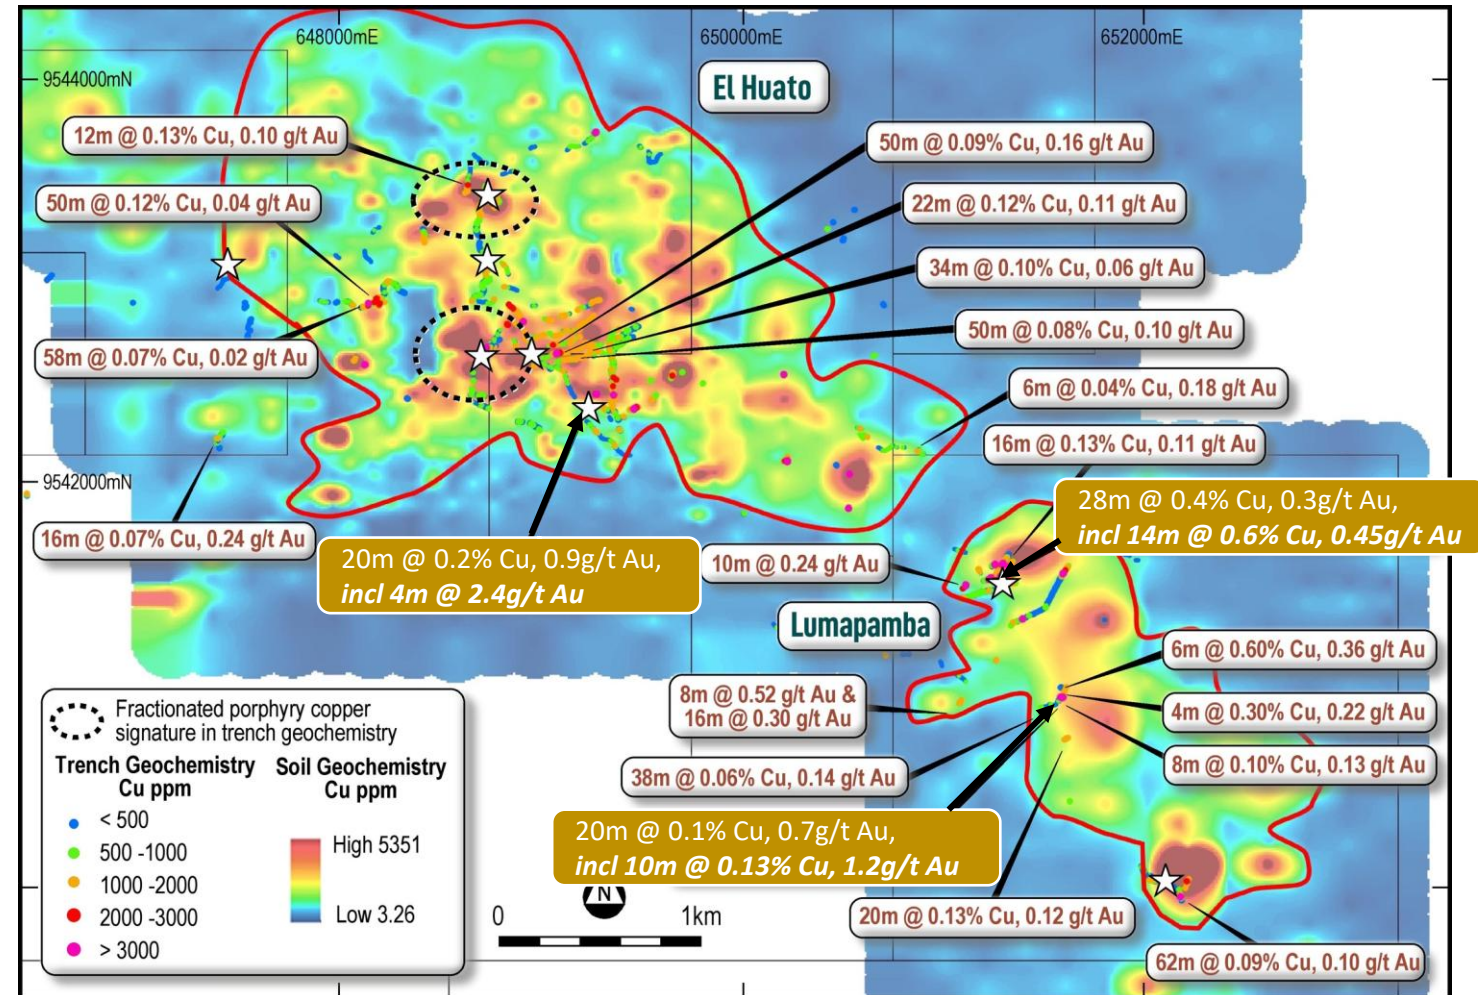 648000mE
650000mE
652000mE
9544000mN
El Huato
12m @ 0.13% Cu, 0.10 g/t Au
50m @ 0.09% Cu, 0.16 g/t Au
50m @ 0.12% Cu, 0.04 g/t Au
22m @ 0.12% Cu, 0.11 g/t Au
34m @ 0.10% Cu, 0.06 g/t Au
50m @ 0.08% Cu, 0.10 g/t Au
58m @ 0.07% Cu, 0.02 g/t Au
6m @ 0.04% Cu, 0.18 g/t Au
16m @ 0.13% Cu, 0.11 g/t Au
9542000mN
28m @ 0.4% Cu, 0.3g/t Au,
incl 14m @ 0.6% Cu, 0.45g/t Au
16m @ 0.07% Cu, 0.24 g/t Au
20m @ 0.2% Cu, 0.9g/t Au,
incl 4m @ 2.4g/t Au
10m @ 0.24 g/t Au
Lumapamba
6m @ 0.60% Cu, 0.36 g/t Au
8m @ 0.52 g/t Au &
16m @ 0.30 g/t Au
4m @ 0.30% Cu, 0.22 g/t Au
8m @ 0.10% Cu, 0.13 g/t Au
38m @ 0.06% Cu, 0.14 g/t Au
20m @ 0.1% Cu, 0.7g/t Au,
incl 10m @ 0.13% Cu, 1.2g/t Au
20m @ 0.13% Cu, 0.12 g/t Au
62m @ 0.09% Cu, 0.10 g/t Au
Fractionated porphyry copper
signature in trench geochemistry
Trench Geochemistry
Cu ppm
< 500
500 -1000
1000 -2000
2000 -3000
> 3000
Soil Geochemistry
Cu ppm
High 5351
Low 3.26
N
0
1km